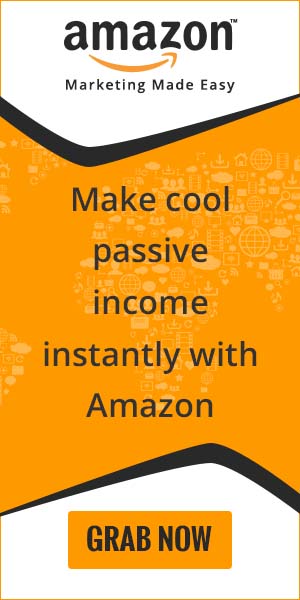 amazon™
Marketing Made Easy
Make cool
passive
income
instantly with
Amazon
GRAB NOW